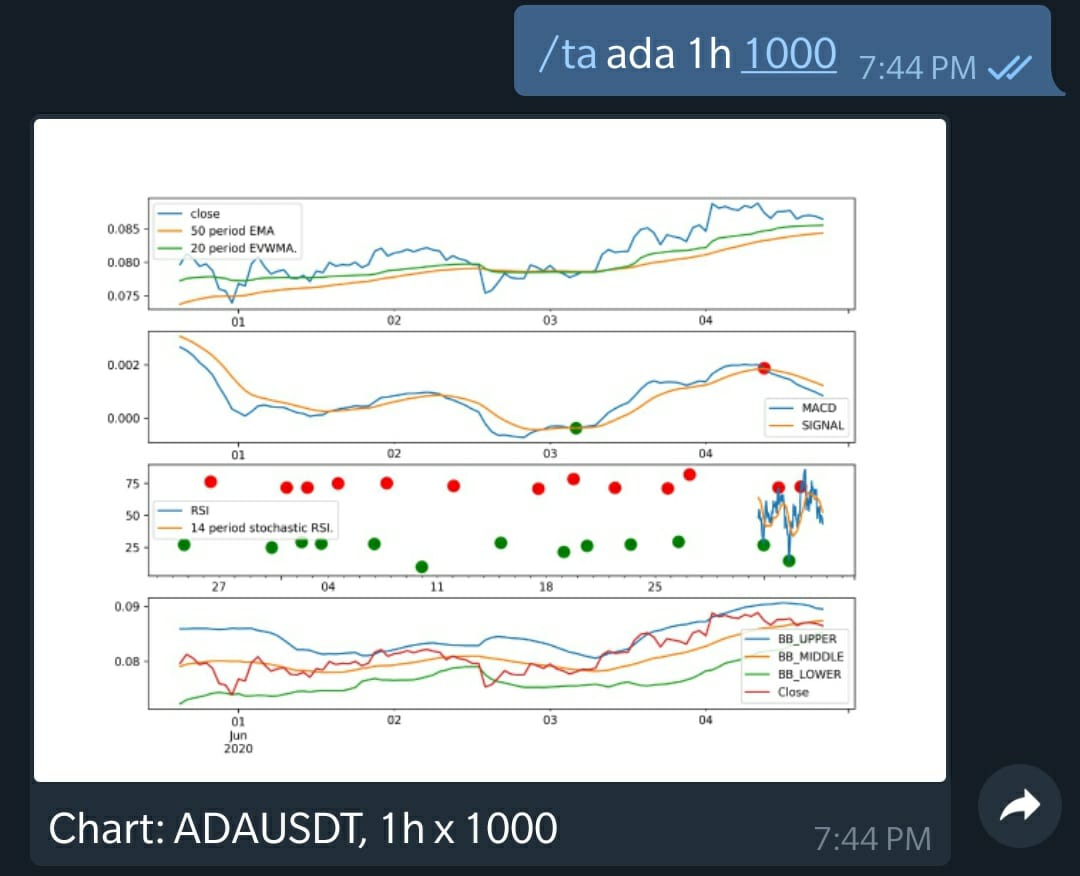 /ta ada 1h 1000 7:44 PM
close
50 period EMA
20 period EVWMA.
0.085
0.080
0.075
01 02 03 04
0.002
0.000
MACD
SIGNAL
01 02 03 04
75
50
25
RSI
14 period stochastic RSI.
27 04 11 18 25
0.09
0.08
BB_UPPER
BB_MIDDLE
BB_LOWER
Close
01 02 03 04
Jun
2020
Chart: ADAUSDT, 1h x 1000 7:44 PM